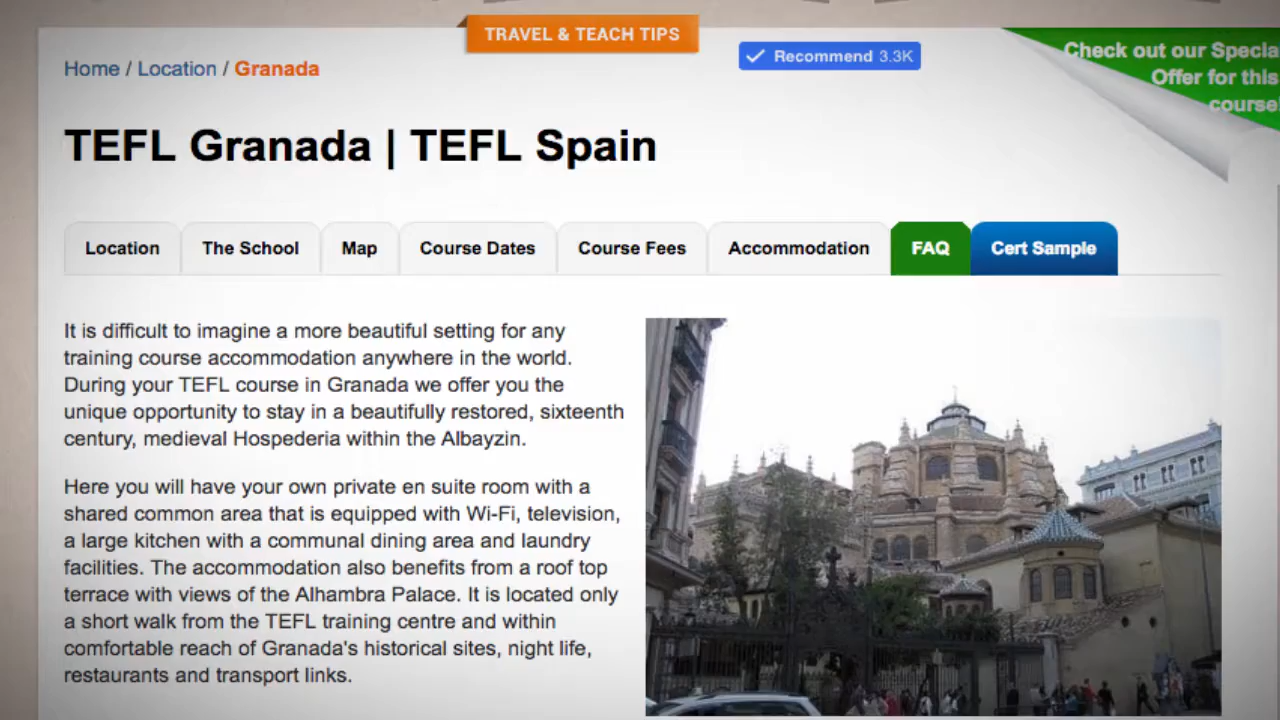 TRAVEL & TEACH TIPS
Home / Location / Granada
Recommend 3.3K
Check out our Specia
Offer for this
course!
TEFL Granada | TEFL Spain
Location
The School
Map
Course Dates
Course Fees
Accommodation
FAQ
Cert Sample
It is difficult to imagine a more beautiful setting for any
training course accommodation anywhere in the world.
During your TEFL course in Granada we offer you the
unique opportunity to stay in a beautifully restored, sixteenth
century, medieval Hospederia within the Albayzin.
Here you will have your own private en suite room with a
shared common area that is equipped with Wi-Fi, television,
a large kitchen with a communal dining area and laundry
facilities. The accommodation also benefits from a roof top
terrace with views of the Alhambra Palace. It is located only
a short walk from the TEFL training centre and within
comfortable reach of Granada's historical sites, night life,
restaurants and transport links.